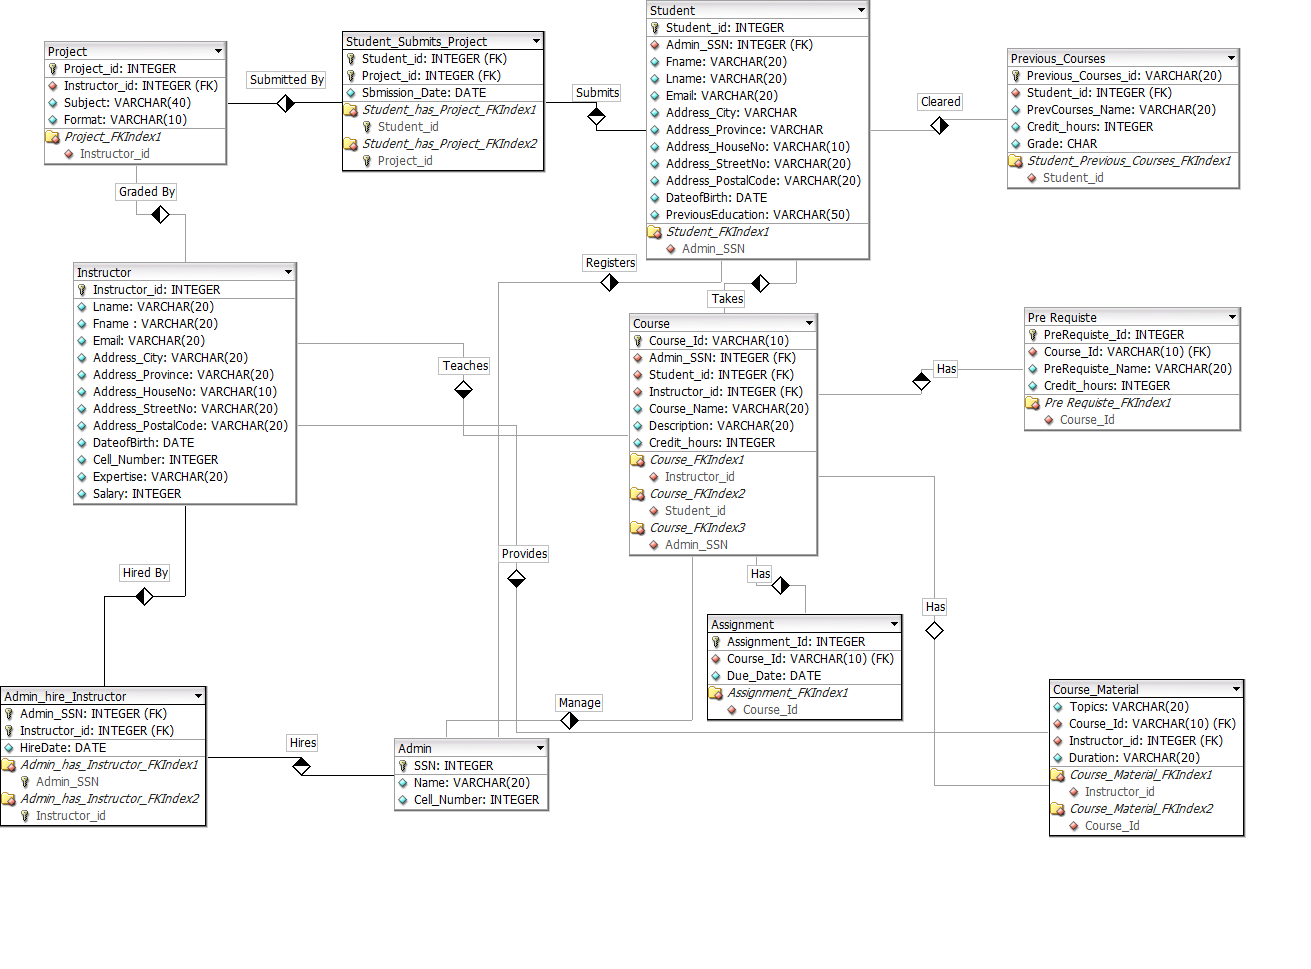 Project
Project_id: INTEGER
Instructor_id: INTEGER (FK)
Subject: VARCHAR(40)
Format: VARCHAR(10)
Project_FKIndex1
Instructor_id
Submitted By
Student_Submits_Project
Student_id: INTEGER (FK)
Project_id: INTEGER (FK)
Sbmission_Date: DATE
Student_has_Project_FKIndex1
Student_id
Student_has_Project_FKIndex2
Project_id
Submits
Student
Student_id: INTEGER
Admin_SSN: INTEGER (FK)
Fname: VARCHAR(20)
Lname: VARCHAR(20)
Email: VARCHAR(20)
Address_City: VARCHAR
Address_Province: VARCHAR
Address_HouseNo: VARCHAR(10)
Address_StreetNo: VARCHAR(20)
Address_PostalCode: VARCHAR(20)
DateofBirth: DATE
PreviousEducation: VARCHAR(50)
Student_FKIndex1
Admin_SSN
Cleared
Previous_Courses
Previous_Courses_id: VARCHAR(20)
Student_id: INTEGER (FK)
PrevCourses_Name: VARCHAR(20)
Credit_hours: INTEGER
Grade: CHAR
Student_Previous_Courses_FKIndex1
Student_id
Graded By
Registers
Takes
Instructor
Instructor_id: INTEGER
Lname: VARCHAR(20)
Fname : VARCHAR(20)
Email: VARCHAR(20)
Address_City: VARCHAR(20)
Address_Province: VARCHAR(20)
Address_HouseNo: VARCHAR(10)
Address_StreetNo: VARCHAR(20)
Address_PostalCode: VARCHAR(20)
DateofBirth: DATE
Cell_Number: INTEGER
Expertise: VARCHAR(20)
Salary: INTEGER
Teaches
Course
Course_Id: VARCHAR(10)
Admin_SSN: INTEGER (FK)
Student_id: INTEGER (FK)
Instructor_id: INTEGER (FK)
Course_Name: VARCHAR(20)
Description: VARCHAR(20)
Credit_hours: INTEGER
Course_FKIndex1
Instructor_id
Course_FKIndex2
Student_id
Course_FKIndex3
Admin_SSN
Has
Pre Requiste
PreRequiste_Id: INTEGER
Course_Id: VARCHAR(10) (FK)
PreRequiste_Name: VARCHAR(20)
Credit_hours: INTEGER
Pre Requiste_FKIndex1
Course_Id
Hired By
Provides
Has
Has
Assignment
Assignment_Id: INTEGER
Course_Id: VARCHAR(10) (FK)
Due_Date: DATE
Assignment_FKIndex1
Course_Id
Admin_hire_Instructor
Admin_SSN: INTEGER (FK)
Instructor_id: INTEGER (FK)
HireDate: DATE
Admin_has_Instructor_FKIndex1
Admin_SSN
Admin_has_Instructor_FKIndex2
Instructor_id
Hires
Manage
Admin
SSN: INTEGER
Name: VARCHAR(20)
Cell_Number: INTEGER
Course_Material
Topics: VARCHAR(20)
Course_Id: VARCHAR(10) (FK)
Instructor_id: INTEGER (FK)
Duration: VARCHAR(20)
Course_Material_FKIndex1
Instructor_id
Course_Material_FKIndex2
Course_Id